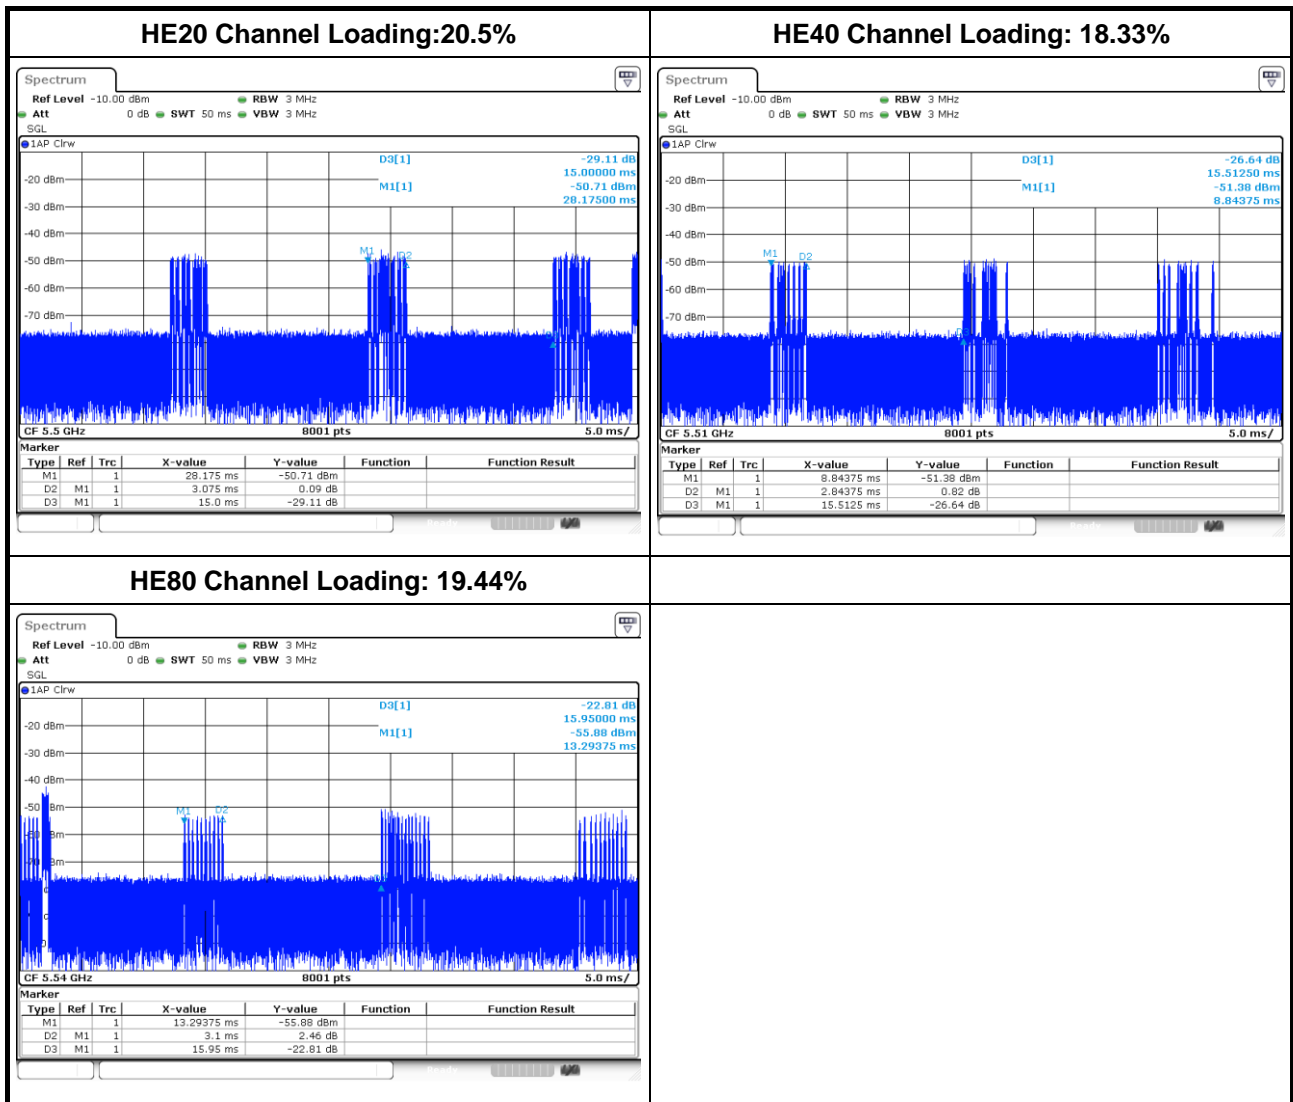 HE20 Channel Loading:20.5%
Spectrum
Ref Level -10.00 dBm RBW 3 MHz
Att 0 dB SWT 50 ms VBW 3 MHz
SGL
1AP Clrw
D3[1] -29.11 dB
15.00000 ms
M1[1] -50.71 dBm
28.17500 ms
-20 dBm
-30 dBm
-40 dBm
-50 dBm
-60 dBm
-70 dBm
M1
D2
CF 5.5 GHz 8001 pts 5.0 ms/
Marker
Type Ref Trc X-value Y-value Function Function Result
M1 1 28.175 ms -50.71 dBm
D2 M1 1 3.075 ms 0.09 dB
D3 M1 1 15.0 ms -29.11 dB
HE40 Channel Loading: 18.33%
Spectrum
Ref Level -10.00 dBm RBW 3 MHz
Att 0 dB SWT 50 ms VBW 3 MHz
SGL
1AP Clrw
D3[1] -26.64 dB
15.51250 ms
M1[1] -51.38 dBm
8.84375 ms
-20 dBm
-30 dBm
-40 dBm
-50 dBm
-60 dBm
-70 dBm
M1 D2
CF 5.51 GHz 8001 pts 5.0 ms/
Marker
Type Ref Trc X-value Y-value Function Function Result
M1 1 8.84375 ms -51.38 dBm
D2 M1 1 2.84375 ms 0.82 dB
D3 M1 1 15.5125 ms -26.64 dB
HE80 Channel Loading: 19.44%
Spectrum
Ref Level -10.00 dBm RBW 3 MHz
Att 0 dB SWT 50 ms VBW 3 MHz
SGL
1AP Clrw
D3[1] -22.81 dB
15.95000 ms
M1[1] -55.88 dBm
13.29375 ms
-20 dBm
-30 dBm
-40 dBm
M1 D2
CF 5.54 GHz 8001 pts 5.0 ms/
Marker
Type Ref Trc X-value Y-value Function Function Result
M1 1 13.29375 ms -55.88 dBm
D2 M1 1 3.1 ms 2.46 dB
D3 M1 1 15.95 ms -22.81 dB